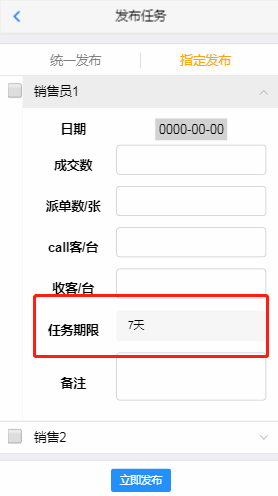 发布任务
统一发布 指定发布
销售员1
日期 0000-00-00
成交数
派单数/张
call客/台
收客/台
任务期限 7天
备注
销售2
立即发布